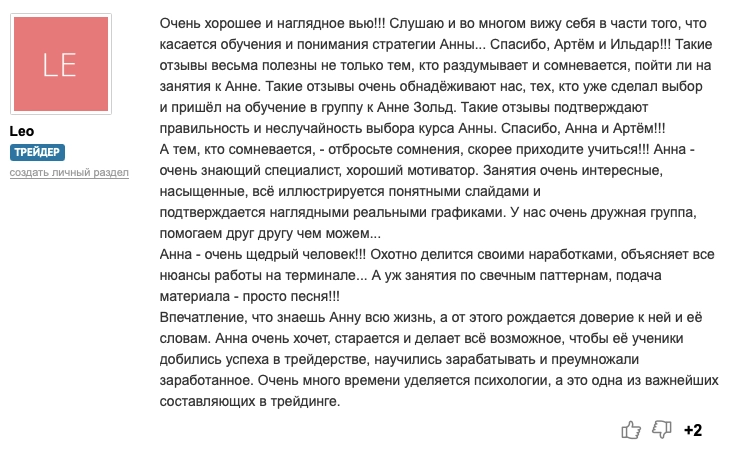 Очень хорошее и наглядное вью!!! Слушаю и во многом вижу себя в части того, что
касается обучения и понимания стратегии Анны... Спасибо, Артём и Ильдар!!! Такие
отзывы весьма полезны не только тем, кто раздумывает и сомневается, пойти ли на
занятия к Анне. Такие отзывы очень обнадёживают нас, тех, кто уже сделал выбор
и пришёл на обучение в группу к Анне Зольд. Такие отзывы подтверждают
правильность и неслучайность выбора курса Анны. Спасибо, Анна и Артём!!!
А тем, кто сомневается, - отбросьте сомнения, скорее приходите учиться!!! Анна -
очень знающий специалист, хороший мотиватор. Занятия очень интересные,
насыщенные, всё иллюстрируется понятными слайдами и
подтверждается наглядными реальными графиками. У нас очень дружная группа,
помогаем друг другу чем можем...
Анна - очень щедрый человек!!! Охотно делится своими наработками, объясняет все
нюансы работы на терминале... А уж занятия по свечным паттернам, подача
материала - просто песня!!!
Впечатление, что знаешь Анну всю жизнь, а от этого рождается доверие к ней и её
словам. Анна очень хочет, старается и делает всё возможное, чтобы её ученики
добились успеха в трейдерстве, научились зарабатывать и преумножали
заработанное. Очень много времени уделяется психологии, а это одна из важнейших
составляющих в трейдинге.
LE
Leo
ТРЕЙДЕР
создать личный раздел
+2